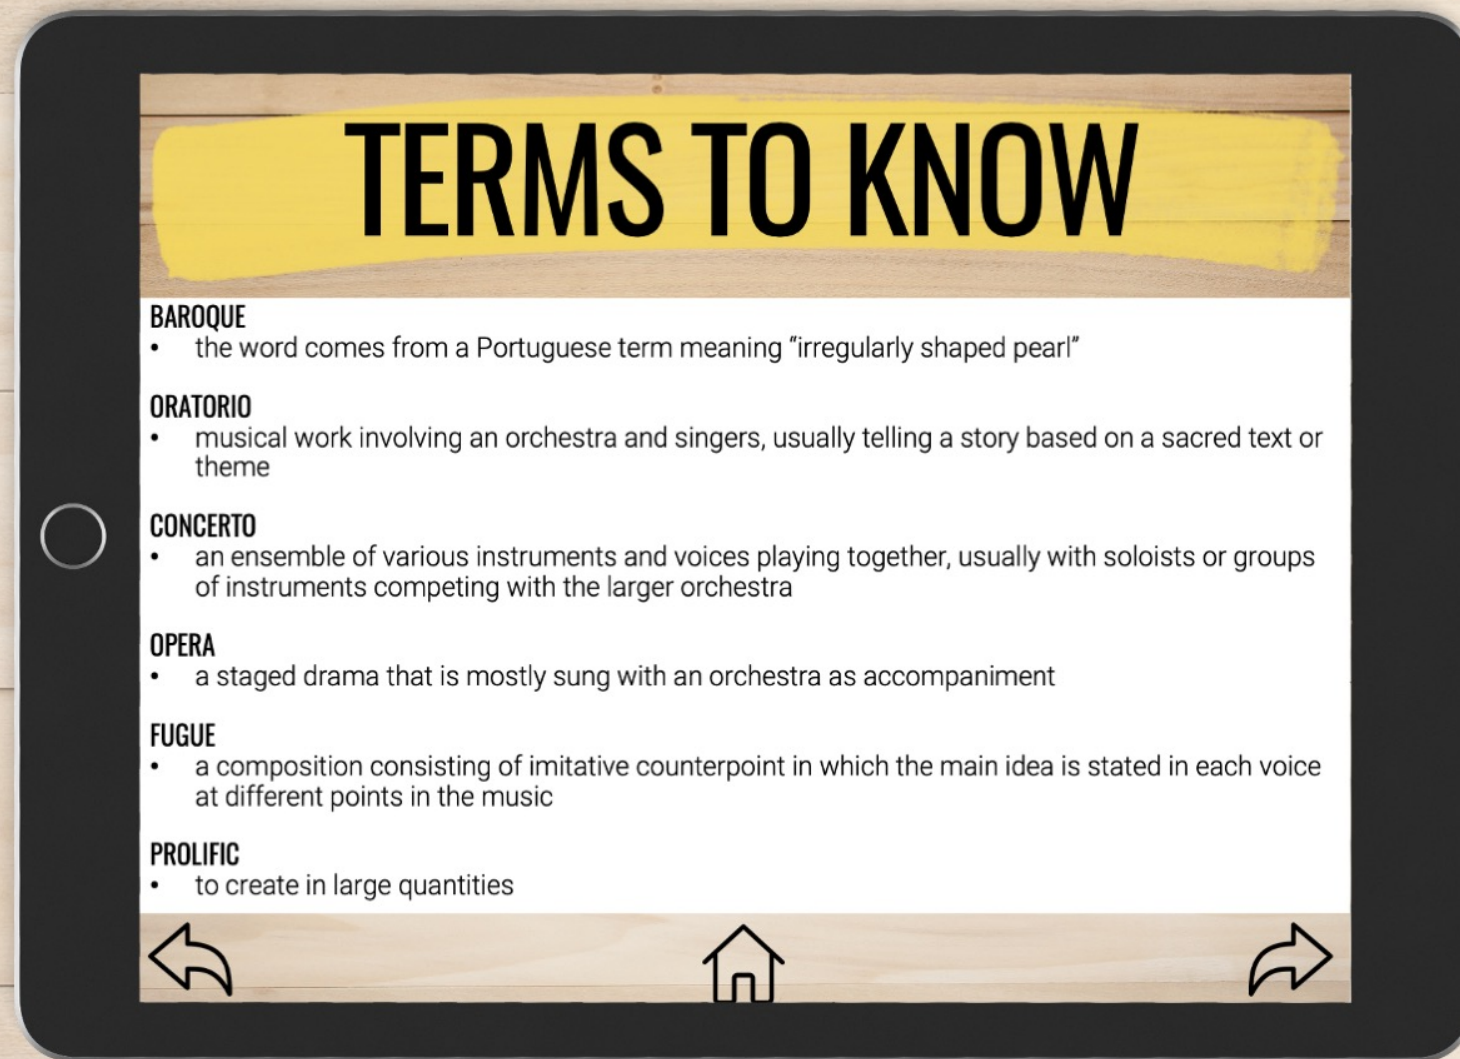 TERMS TO KNOW
BAROQUE
• the word comes from a Portuguese term meaning “irregularly shaped pearl”
ORATORIO
• musical work involving an orchestra and singers, usually telling a story based on a sacred text or
theme
CONCERTO
• an ensemble of various instruments and voices playing together, usually with soloists or groups
of instruments competing with the larger orchestra
OPERA
• a staged drama that is mostly sung with an orchestra as accompaniment
FUGUE
• a composition consisting of imitative counterpoint in which the main idea is stated in each voice
at different points in the music
PROLIFIC
• to create in large quantities